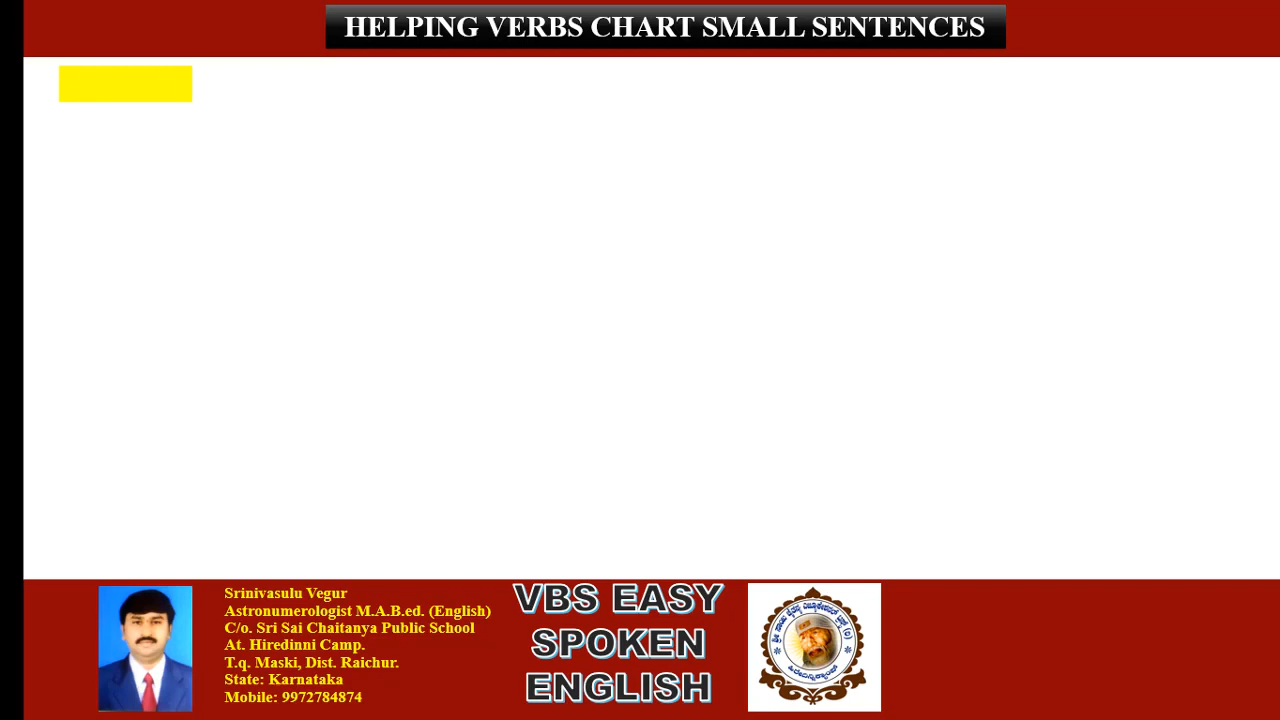 HELPING VERBS CHART SMALL SENTENCES
Srinivasulu Vegur
Astronumerologist M.A.B.ed. (English)
C/o. Sri Sai Chaitanya Public School
At. Hiredinni Camp.
T.q. Maski, Dist. Raichur.
State: Karnataka
Mobile: 9972784874
VBS EASY
SPOKEN
ENGLISH